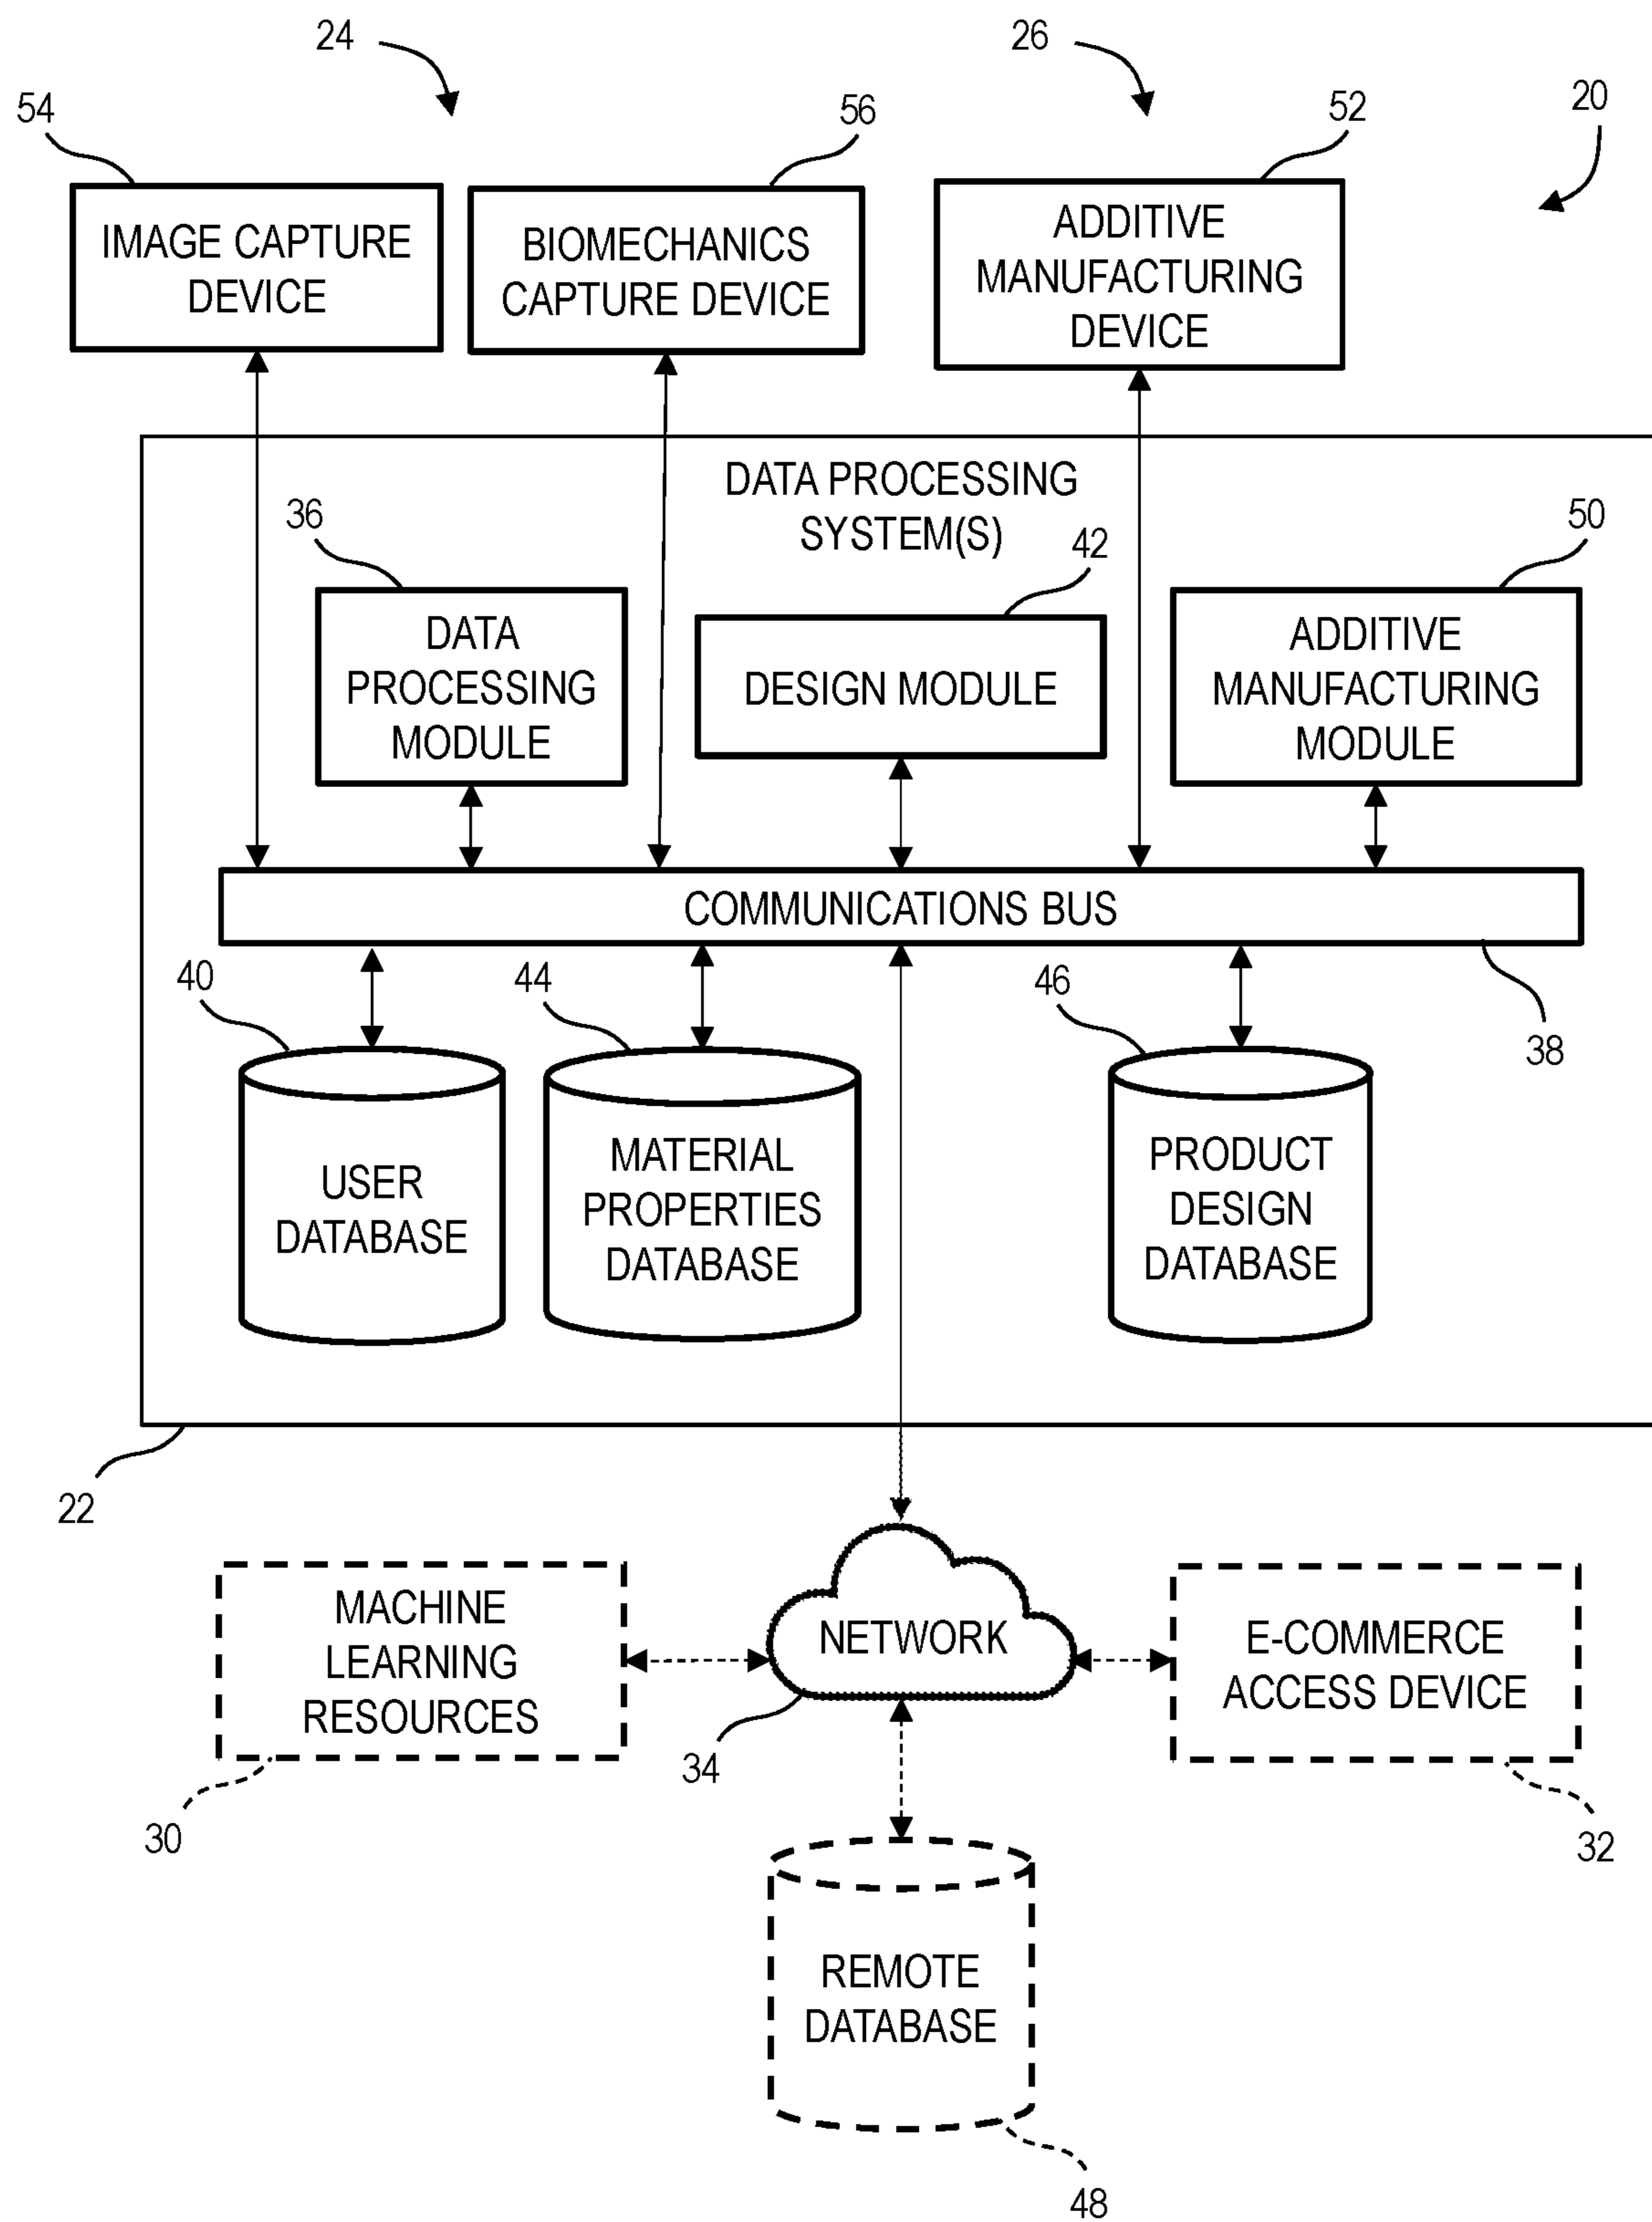 24
26
54
56
52
20
IMAGE CAPTURE
DEVICE
BIOMECHANICS
CAPTURE DEVICE
ADDITIVE
MANUFACTURING
DEVICE
DATA PROCESSING
SYSTEM(S)
36
42
50
DATA
PROCESSING
MODULE
DESIGN MODULE
ADDITIVE
MANUFACTURING
MODULE
COMMUNICATIONS BUS
40
44
46
38
USER
DATABASE
MATERIAL
PROPERTIES
DATABASE
PRODUCT
DESIGN
DATABASE
22
MACHINE
LEARNING
RESOURCES
NETWORK
E-COMMERCE
ACCESS DEVICE
30
34
32
REMOTE
DATABASE
48